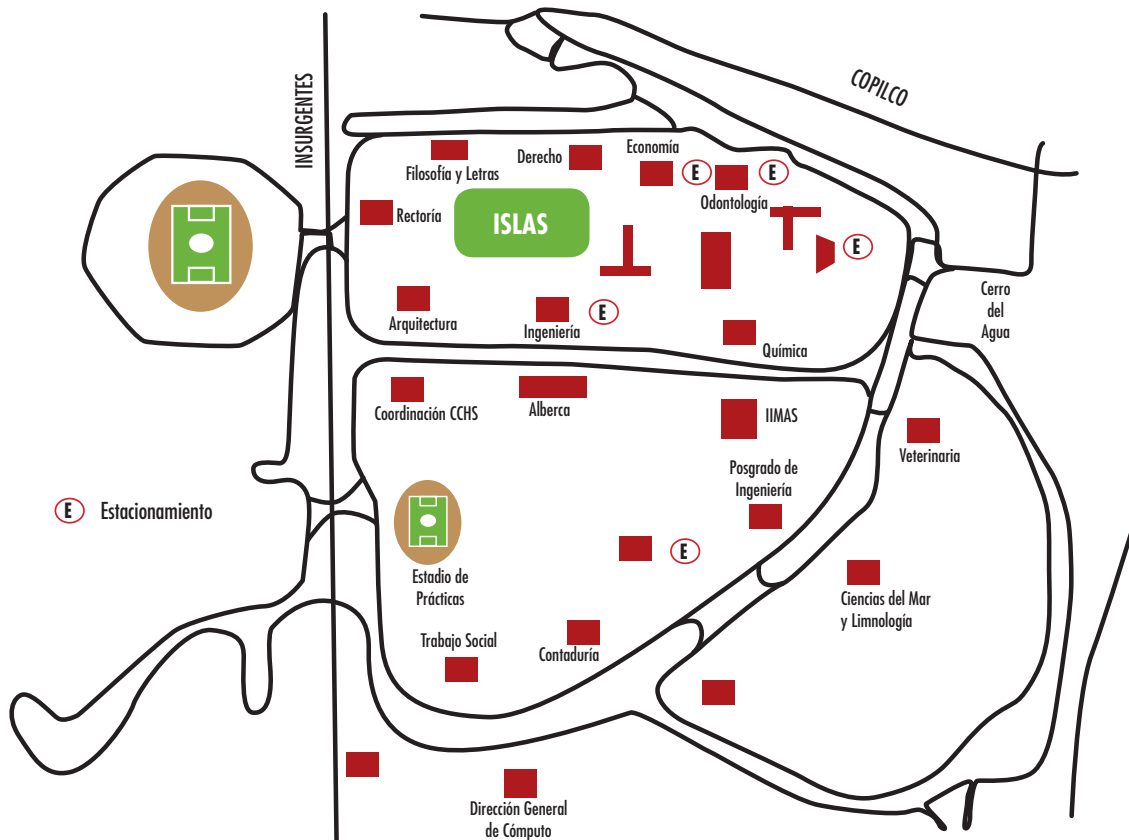 COPILCO
INSURGENTES
Economía
Derecho
Filosofía y Letras
E
E
Odontología
Rectoría
ISLAS
E
Cerro
del
Agua
E
Arquitectura
Ingeniería
Química
Coordinación CCHS
Alberca
IIMAS
Veterinaria
Posgrado de
Ingeniería
E Estacionamiento
E
Estadio de
Prácticas
Ciencias del Mar
y Limnología
Trabajo Social
Contaduría
Dirección General
de Cómputo